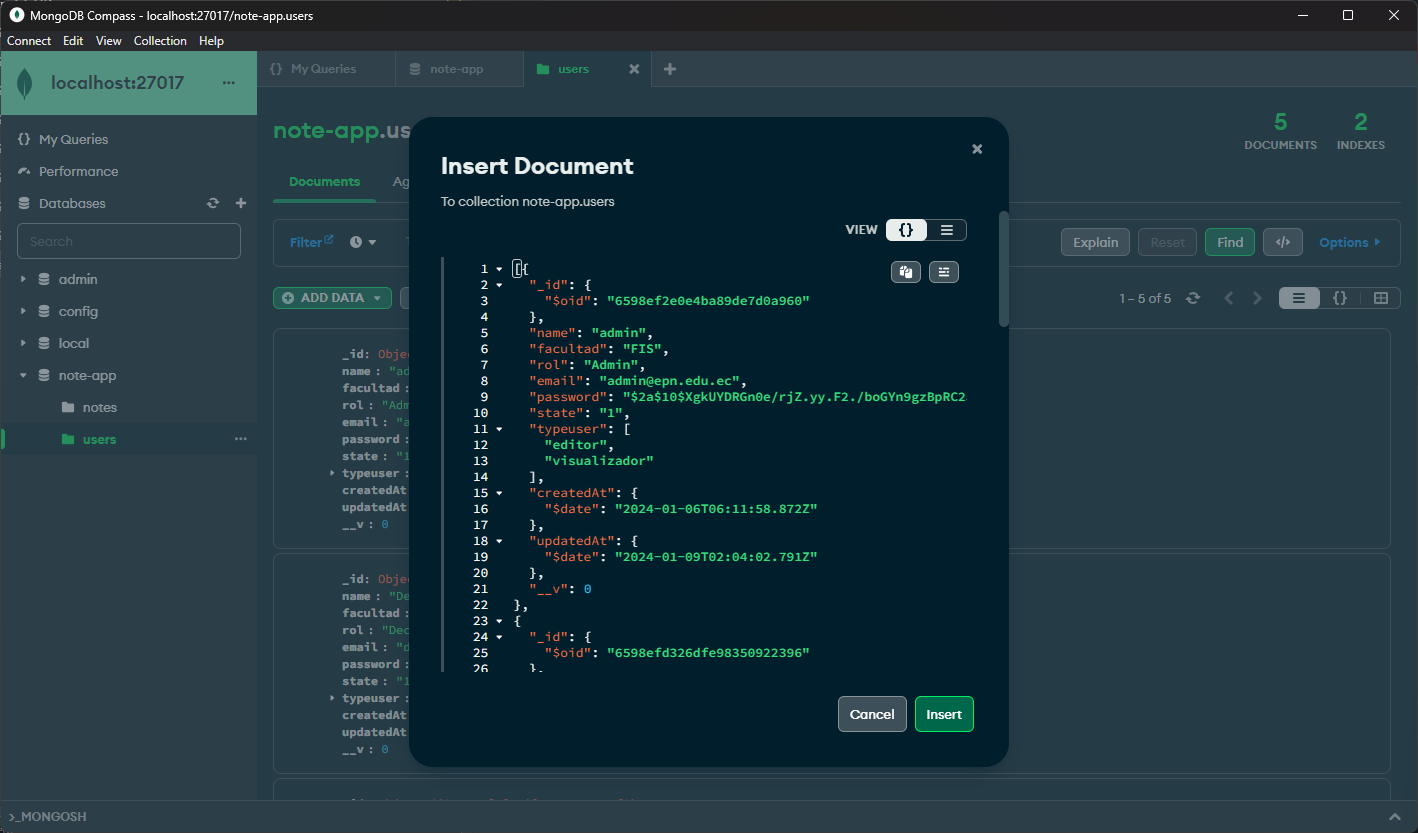 MongoDB Compass - localhost:27017/note-app.users
Connect Edit View Collection Help
localhost:27017 ...
{} My Queries
note-app
users
My Queries
Performance
Databases
Search
admin
config
local
note-app
notes
users ...
note-app.us
5
DOCUMENTS
2
INDEXES
Documents
Ag
Filter
Explain
Reset
Find
</>
Options
ADD DATA
1 – 5 of 5
{}
_id: Obje
name : "ad
facultad :
rol : "Adm
email : "a
password :
state : "1
typeuser :
createdAt
updatedAt
__v : 0
_id: Obje
name : "De
facultad :
rol : "Dec
email : "d
password :
state : "1
typeuser :
createdAt
updatedAt
__v : 0
Insert Document
To collection note-app.users
VIEW {}
1 [{
2 "_id": {
3 "$oid": "6598ef2e0e4ba89de7d0a960"
4 },
5 "name": "admin",
6 "facultad": "FIS",
7 "rol": "Admin",
8 "email": "admin@epn.edu.ec",
9 "password": "$2a$10$XgkUYDRGn0e/rjZ.yy.F2./boGYn9gzBpRC2
10 "state": "1",
11 "typeuser": [
12 "editor",
13 "visualizador"
14 ],
15 "createdAt": {
16 "$date": "2024-01-06T06:11:58.872Z"
17 },
18 "updatedAt": {
19 "$date": "2024-01-09T02:04:02.791Z"
20 },
21 "__v": 0
22 },
23 {
24 "_id": {
25 "$oid": "6598efd326dfe98350922396"
26 },
Cancel
Insert
>_MONGOSH